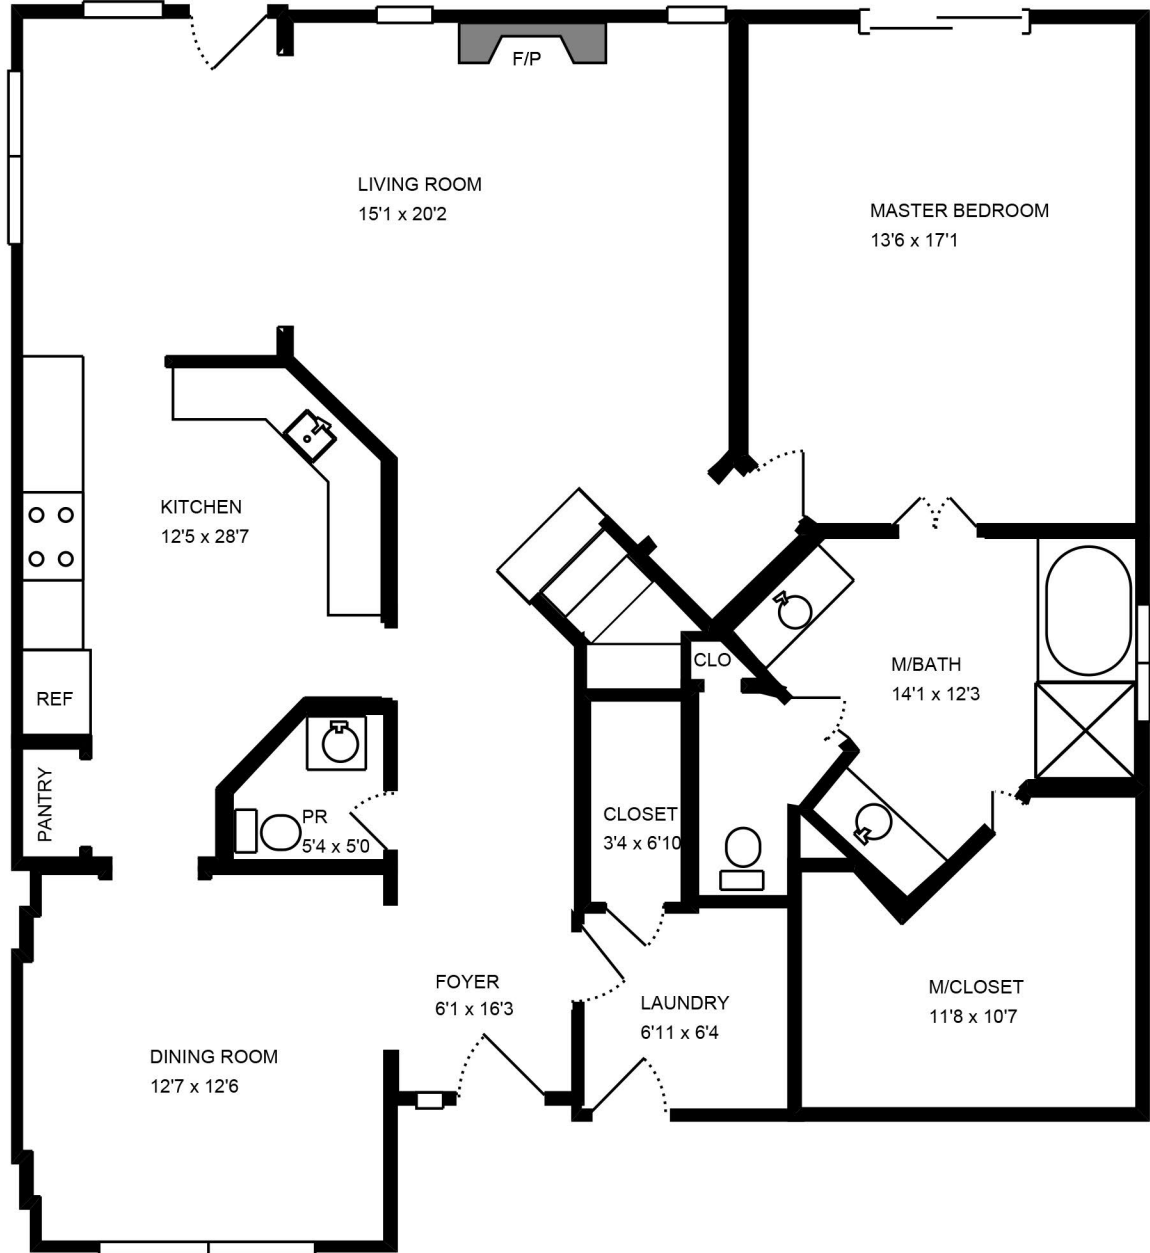 F/P
LIVING ROOM
15'1 x 20'2
MASTER BEDROOM
13'6 x 17'1
KITCHEN
12'5 x 28'7
REF
CLO
M/BATH
14'1 x 12'3
PANTRY
PR
5'4 x 5'0
CLOSET
3'4 x 6'10
FOYER
6'1 x 16'3
LAUNDRY
6'11 x 6'4
M/CLOSET
11'8 x 10'7
DINING ROOM
12'7 x 12'6